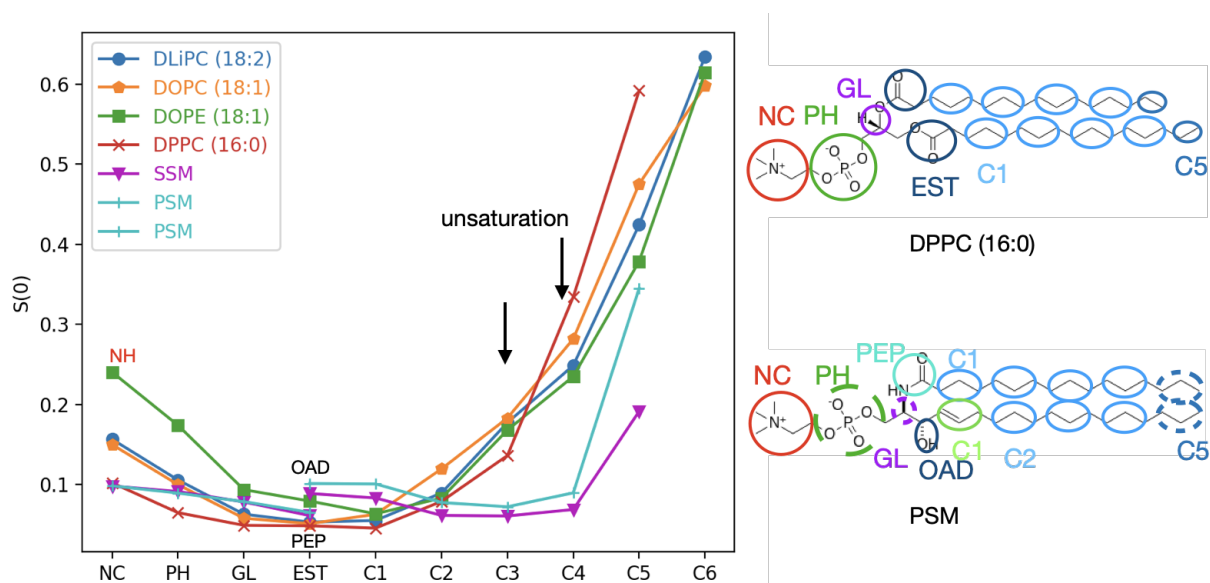 DLiPC (18:2)
DOPC (18:1)
DOPE (18:1)
DPPC (16:0)
SSM
PSM
PSM
unsaturation
NH
OAD
PEP
S(0)
0.6
0.5
0.4
0.3
0.2
0.1
NC PH GL EST C1 C2 C3 C4 C5 C6
GL
NC PH
EST
C1
C5
H
O
O
O
O
O
O-
P
O
O
N+
DPPC (16:0)
PEP
C1
NC
PH
GL
OAD
C1
C2
C5
O
HN
O-
O
P
O
O
N+
OH
PSM